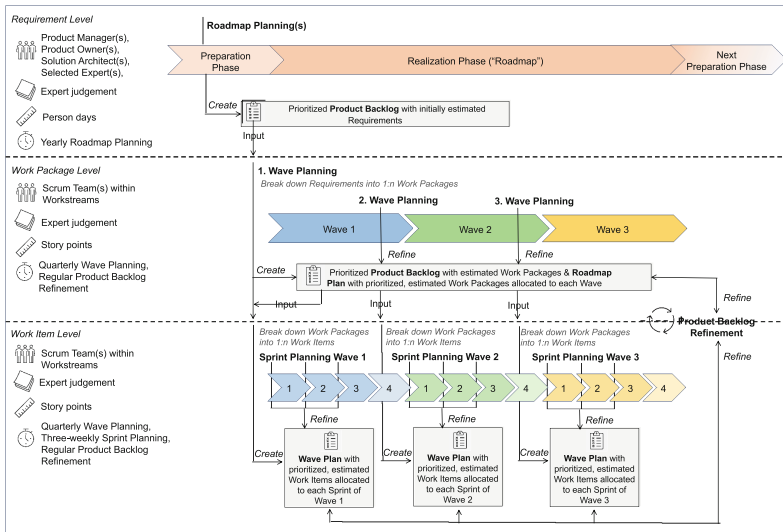 Requirement Level
Roadmap Planning(s)
Product Manager(s),
Product Owner(s),
Solution Architect(s),
Selected Expert(s),
Preparation
Phase
Realization Phase ("Roadmap")
Next
Preparation Phase
Expert judgement
Person days
Yearly Roadmap Planning
Create
Prioritized Product Backlog with initially estimated
Requirements
Input
Work Package Level
1. Wave Planning
Break down Requirements into 1:n Work Packages
Scrum Team(s) within
Workstreams
2. Wave Planning
3. Wave Planning
Expert judgement
Wave 1
Wave 2
Wave 3
Story points
Refine
Refine
Quarterly Wave Planning,
Regular Product Backlog
Refinement
Create
Prioritized Product Backlog with estimated Work Packages & Roadmap
Plan with prioritized, estimated Work Packages allocated to each Wave
Input
Input
Input
Refine
Product Backlog
Refinement
Refine
Work Item Level
Break down Work Packages
into 1:n Work Items
Break down Work Packages
into 1:n Work Items
Break down Work Packages
into 1:n Work Items
Scrum Team(s) within
Workstreams
Sprint Planning Wave 1
Sprint Planning Wave 2
Sprint Planning Wave 3
Expert judgement
1 2 3 4 1 2 3 4 1 2 3 4
Story points
Refine
Refine
Refine
Quarterly Wave Planning,
Three-weekly Sprint Planning,
Regular Product Backlog
Refinement
Create
Wave Plan with
prioritized, estimated
Work Items allocated
to each Sprint of
Wave 1
Create
Wave Plan with
prioritized, estimated
Work Items allocated
to each Sprint of
Wave 2
Create
Wave Plan with
prioritized, estimated
Work Items allocated
to each Sprint of
Wave 3